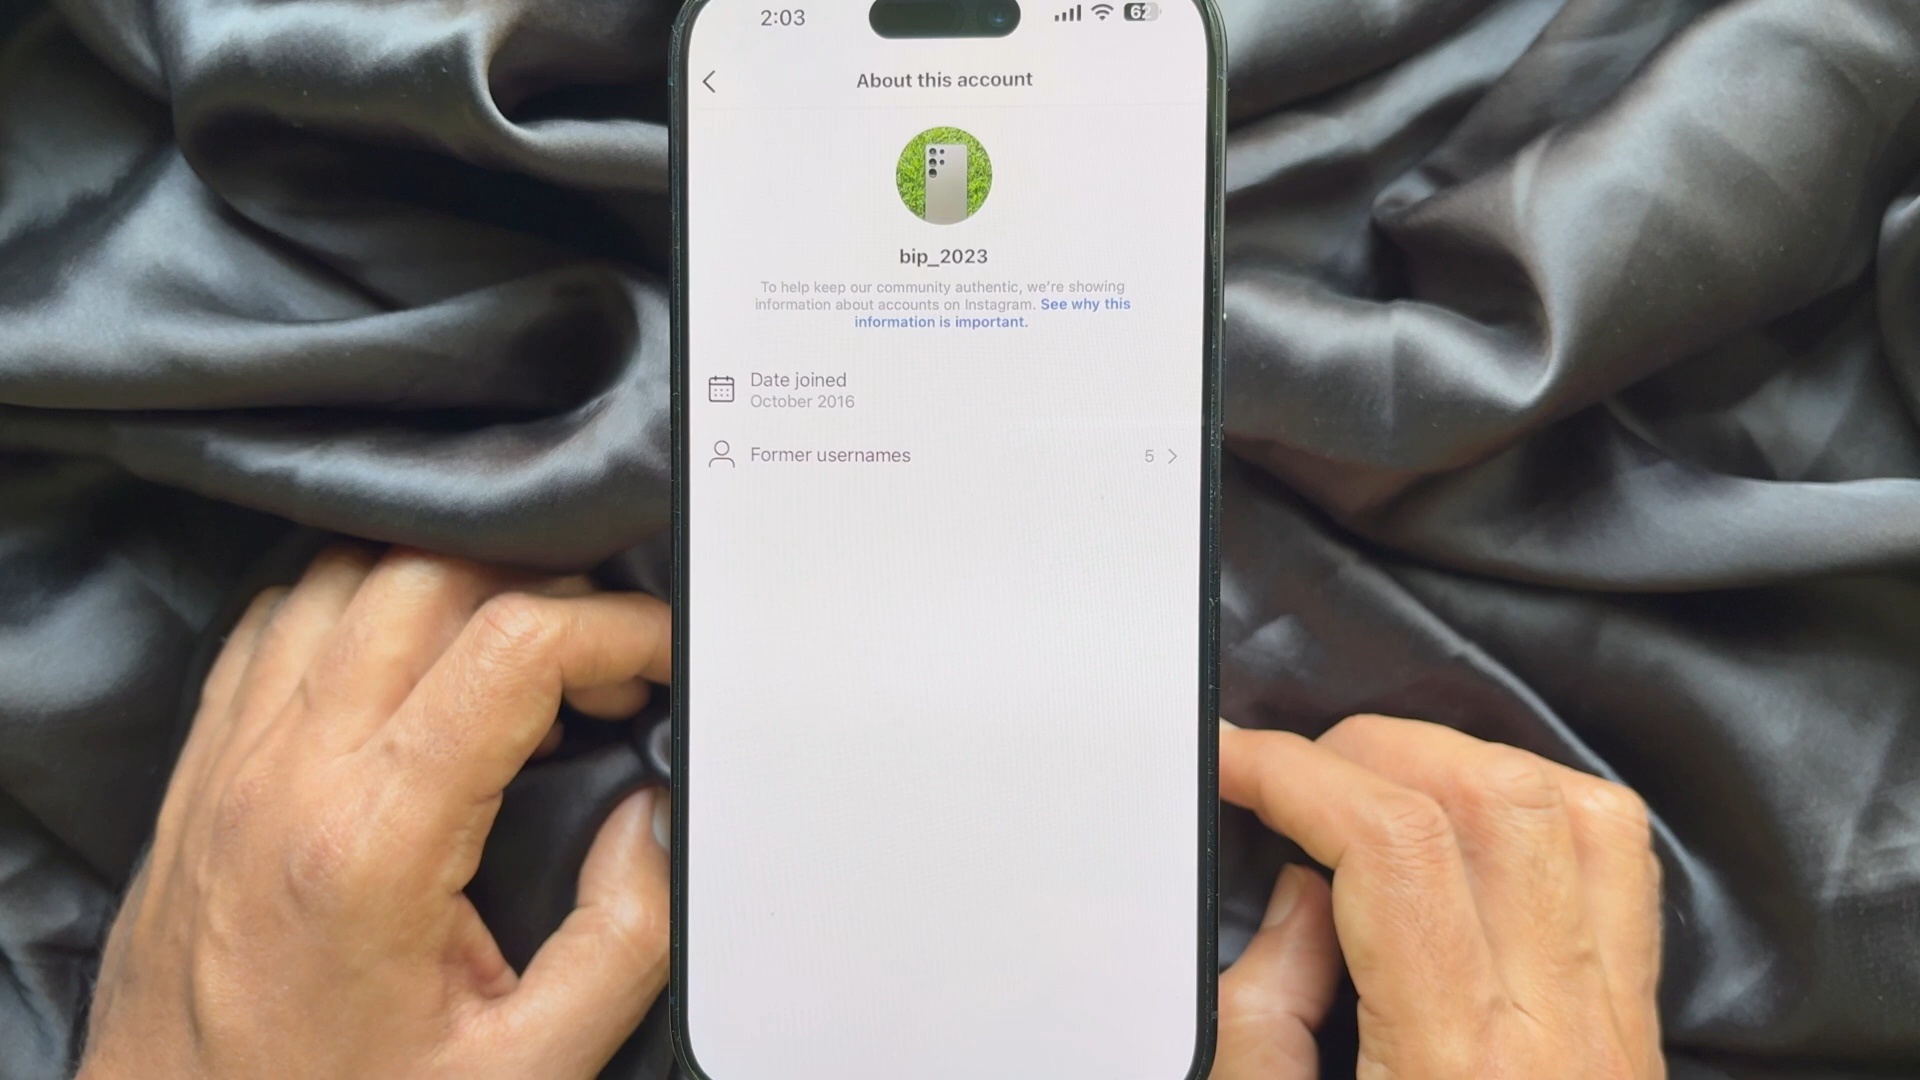 2:03
62
About this account
bip_2023
To help keep our community authentic, we're showing
information about accounts on Instagram. See why this
information is important.
Date joined
October 2016
Former usernames 5